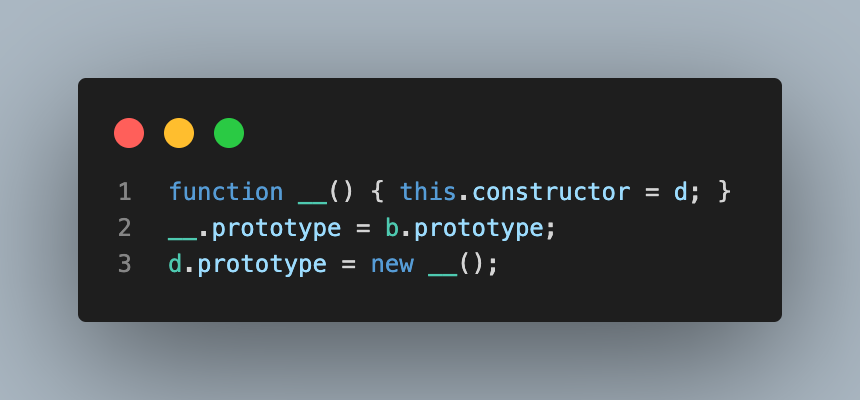 1 function __() { this.constructor = d; }
2 __.prototype = b.prototype;
3 d.prototype = new __();